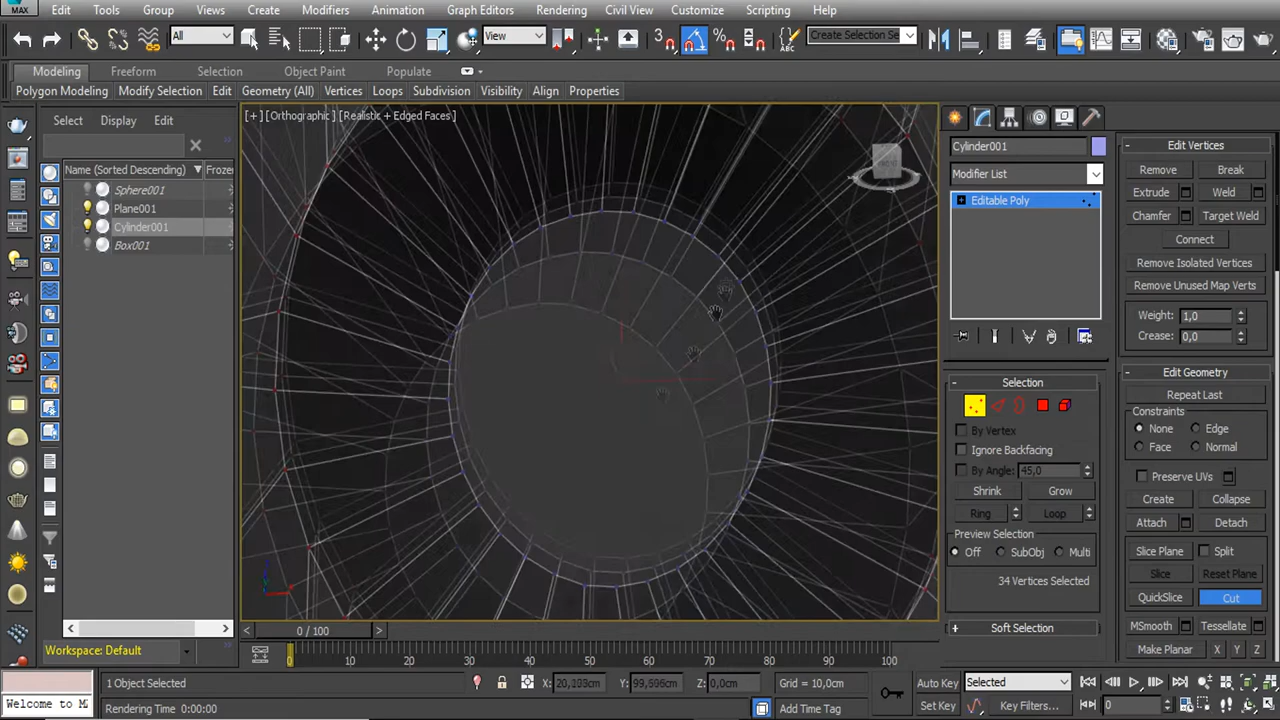 MAX
Edit Tools Group Views Create Modifiers Animation Graph Editors Rendering Civil View Customize Scripting Help
All View 3 Create Selection Se
Modeling Freeform Selection Object Paint Populate
Polygon Modeling Modify Selection Edit Geometry (All) Vertices Loops Subdivision Visibility Align Properties
Select Display Edit
Name (Sorted Descending) Frozen
Sphere001
Plane001
Cylinder001
Box001
[+] [Orthographic] [Realistic + Edged Faces]
Cylinder001
Modifier List
Editable Poly
Selection
By Vertex
Ignore Backfacing
By Angle: 45,0
Shrink Grow
Ring Loop
Preview Selection
Off SubObj Multi
34 Vertices Selected
Soft Selection
Edit Vertices
Remove Break
Extrude Weld
Chamfer Target Weld
Connect
Remove Isolated Vertices
Remove Unused Map Verts
Weight: 1,0
Crease: 0,0
Edit Geometry
Repeat Last
Constraints
None Edge
Face Normal
Preserve UVs
Create Collapse
Attach Detach
Slice Plane Split
Slice Reset Plane
QuickSlice Cut
MSmooth Tessellate
Make Planar X Y Z
0 / 100
Workspace: Default
0 10 20 30 40 50 60 70 80 90 100
1 Object Selected X: 20,293cm Y: 99,596cm Z: 0,0cm Grid = 10,0cm Auto Key Selected
Welcome to M Rendering Time 0:00:00 Add Time Tag Set Key Key Filters... 0